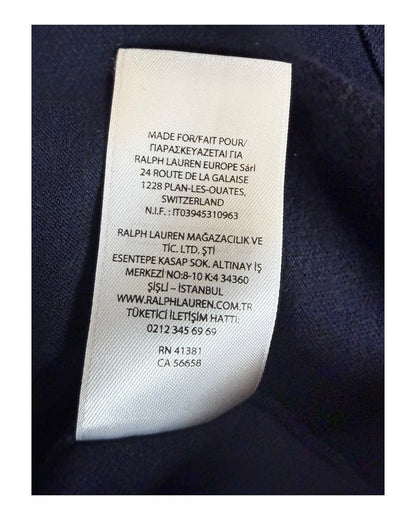 MADE FOR/FAIT POUR/
ΠΑΡΑΣΚΕΥΑΖΕΤΑΙ ΓΙΑ
RALPH LAUREN EUROPE Sárl
24 ROUTE DE LA GALAISE
1228 PLAN-LES-OUATES,
SWITZERLAND
N.I.F. : IT03945310963
RALPH LAUREN MAĞAZACILIK VE
TİC. LTD. ŞTİ
ESENTEPE KASAP SOK. ALTINAY İŞ
MERKEZİ NO:8-10 K:4 34360
ŞİŞLİ – İSTANBUL
WWW.RALPHLAUREN.COM.TR
TÜKETİCİ İLETİŞİM HATTI:
0212 345 69 69
RN 41381
CA 56658